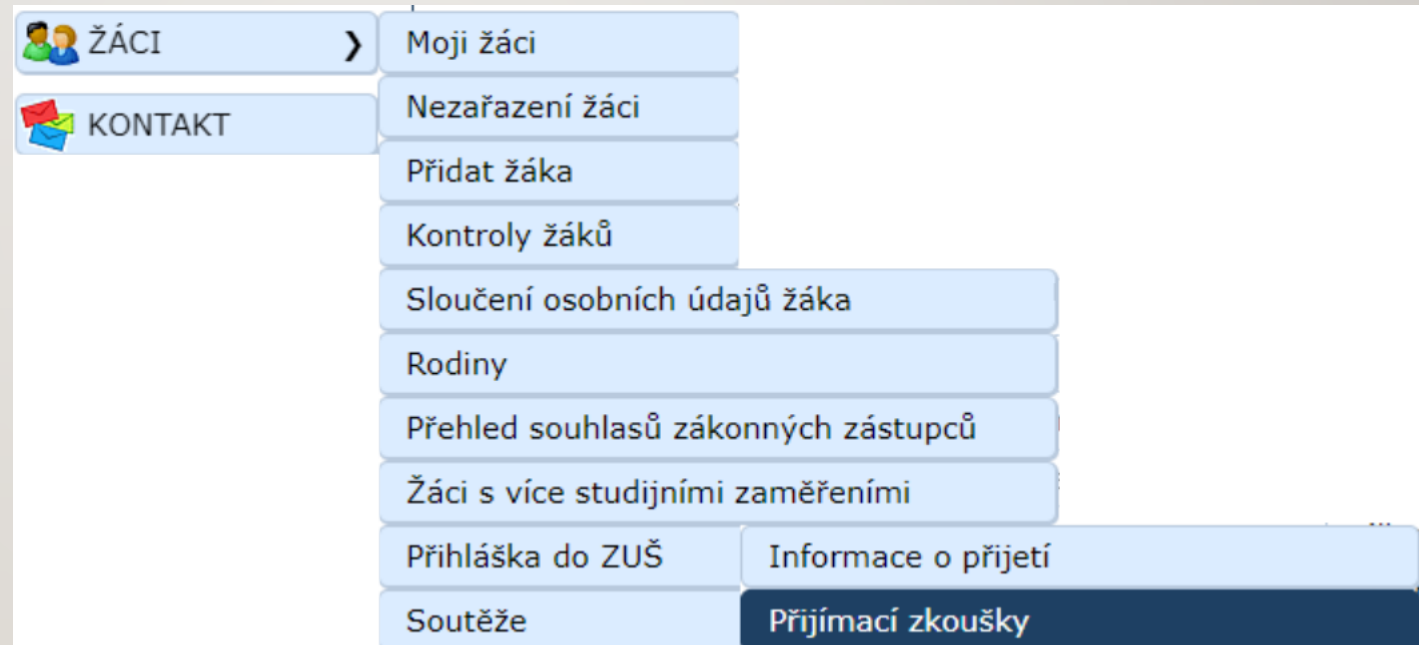 ŽÁCI
KONTAKT
Moji žáci
Nezařazení žáci
Přidat žáka
Kontroly žáků
Sloučení osobních údajů žáka
Rodiny
Přehled souhlasů zákonných zástupců
Žáci s více studijními zaměřeními
Přihláška do ZUŠ
Informace o přijetí
Soutěže
Přijímací zkoušky